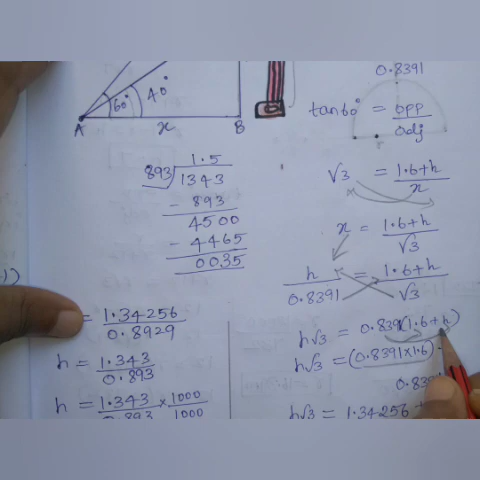 60° 40°
A x B
1.5
893 1343
- 893
4500
- 4465
0035
= 1.34256 / 0.8929
h = 1.343 / 0.893
h = 1.343 / 0.893 × 1000 / 1000
0.8391
tan60° = opp / adj
√3 = 1.6+h / x
x = 1.6+h / √3
h / 0.8391 = 1.6+h / √3
h√3 = 0.8391(1.6+h)
h√3 = (0.8391×1.6)
h√3 = 1.34256 +